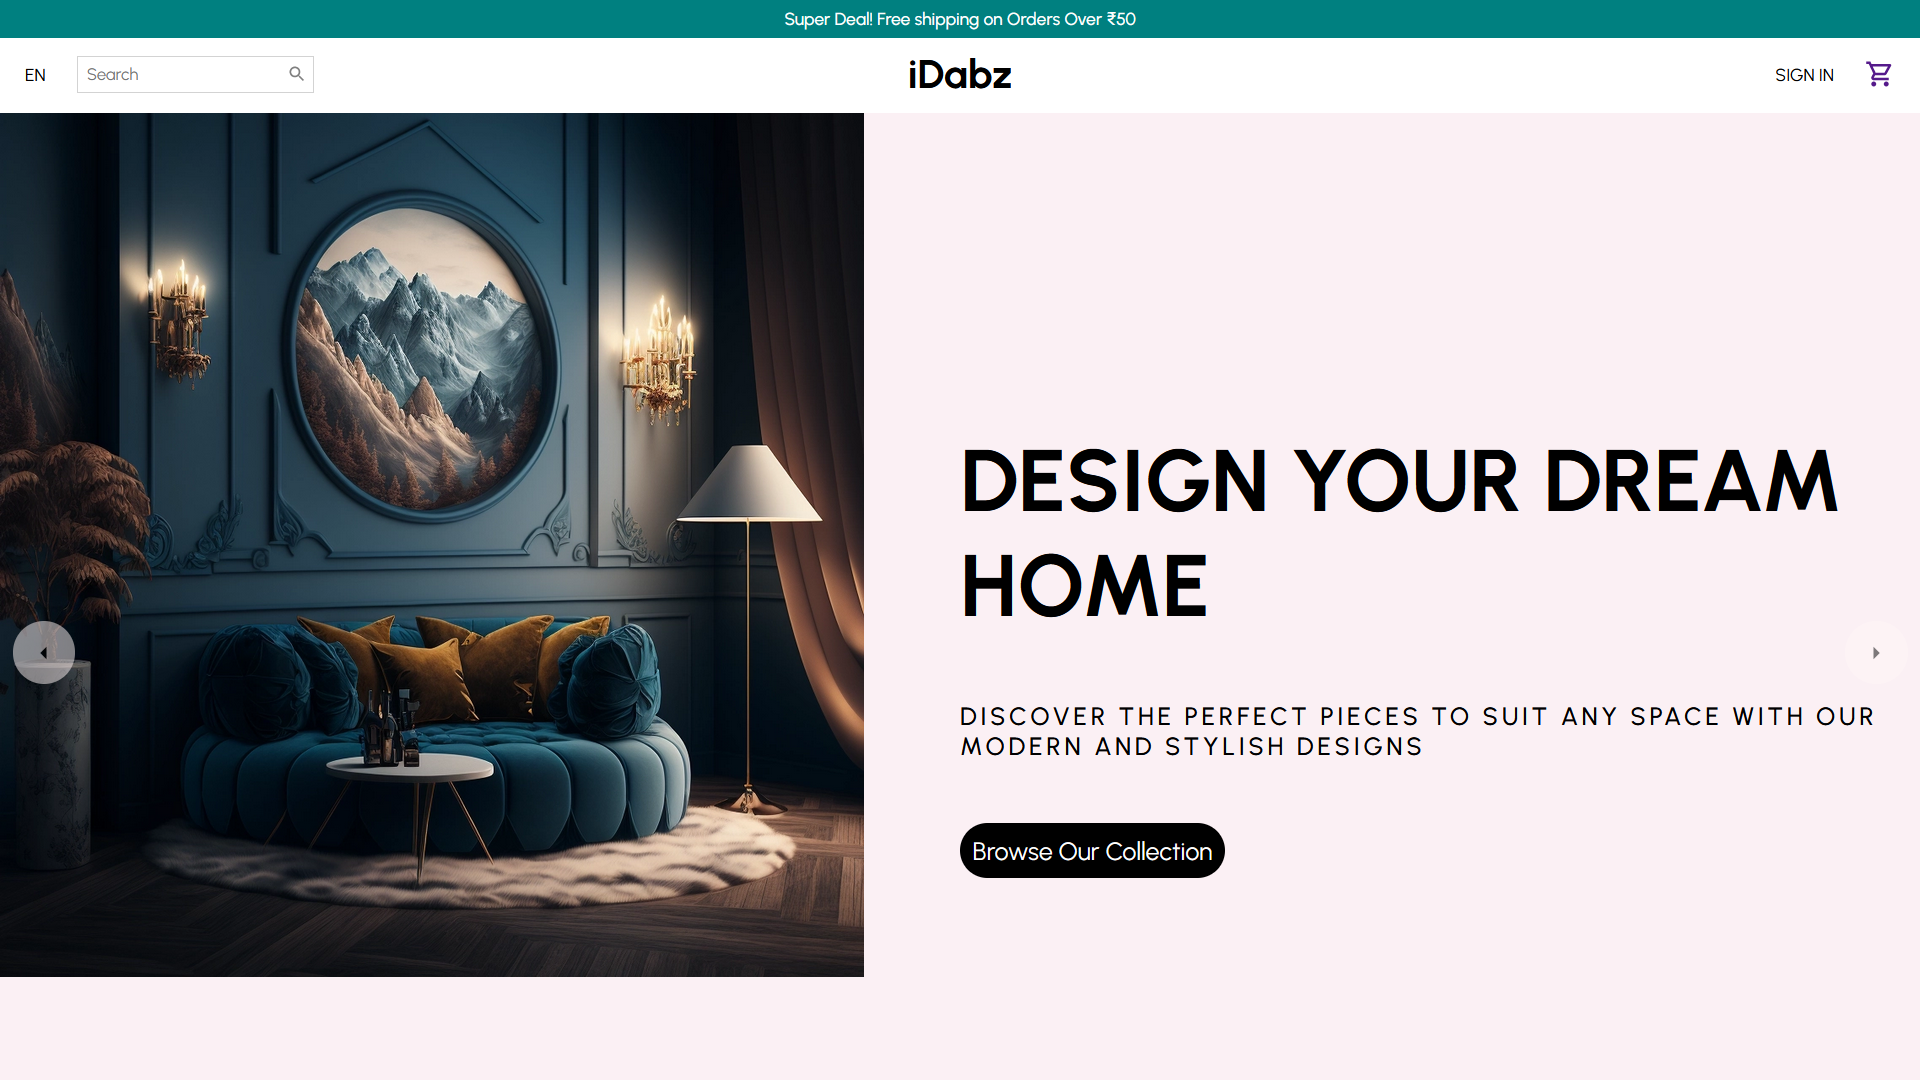 Super Deal! Free shipping on Orders Over ₹50
EN
Search
iDabz
SIGN IN
DESIGN YOUR DREAM
HOME
DISCOVER THE PERFECT PIECES TO SUIT ANY SPACE WITH OUR
MODERN AND STYLISH DESIGNS
Browse Our Collection